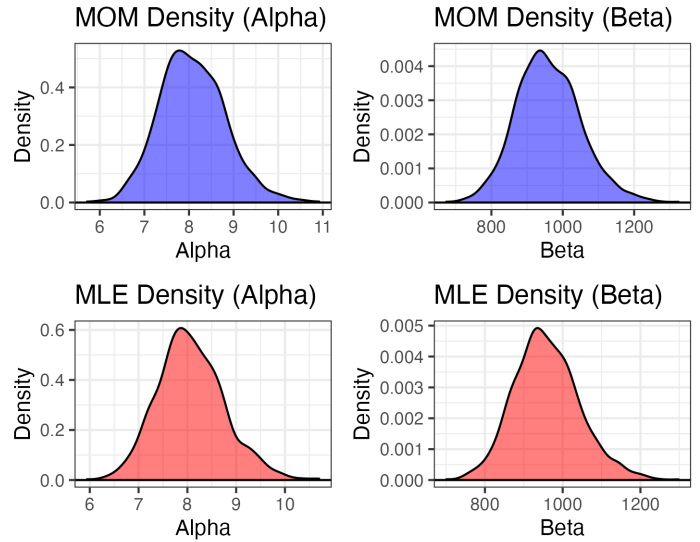 MOM Density (Alpha)
Density
0.4
0.2
0.0
6 7 8 9 10 11
Alpha
MOM Density (Beta)
Density
0.004
0.003
0.002
0.001
0.000
800 1000 1200
Beta
MLE Density (Alpha)
Density
0.6
0.4
0.2
0.0
6 7 8 9 10
Alpha
MLE Density (Beta)
Density
0.005
0.004
0.003
0.002
0.001
0.000
800 1000 1200
Beta